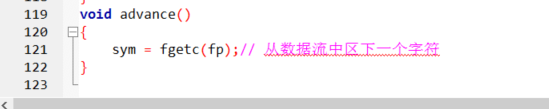 119 void advance()
120 {
121 sym = fgetc(fp);// 从数据流中区下一个字符
122 }
123